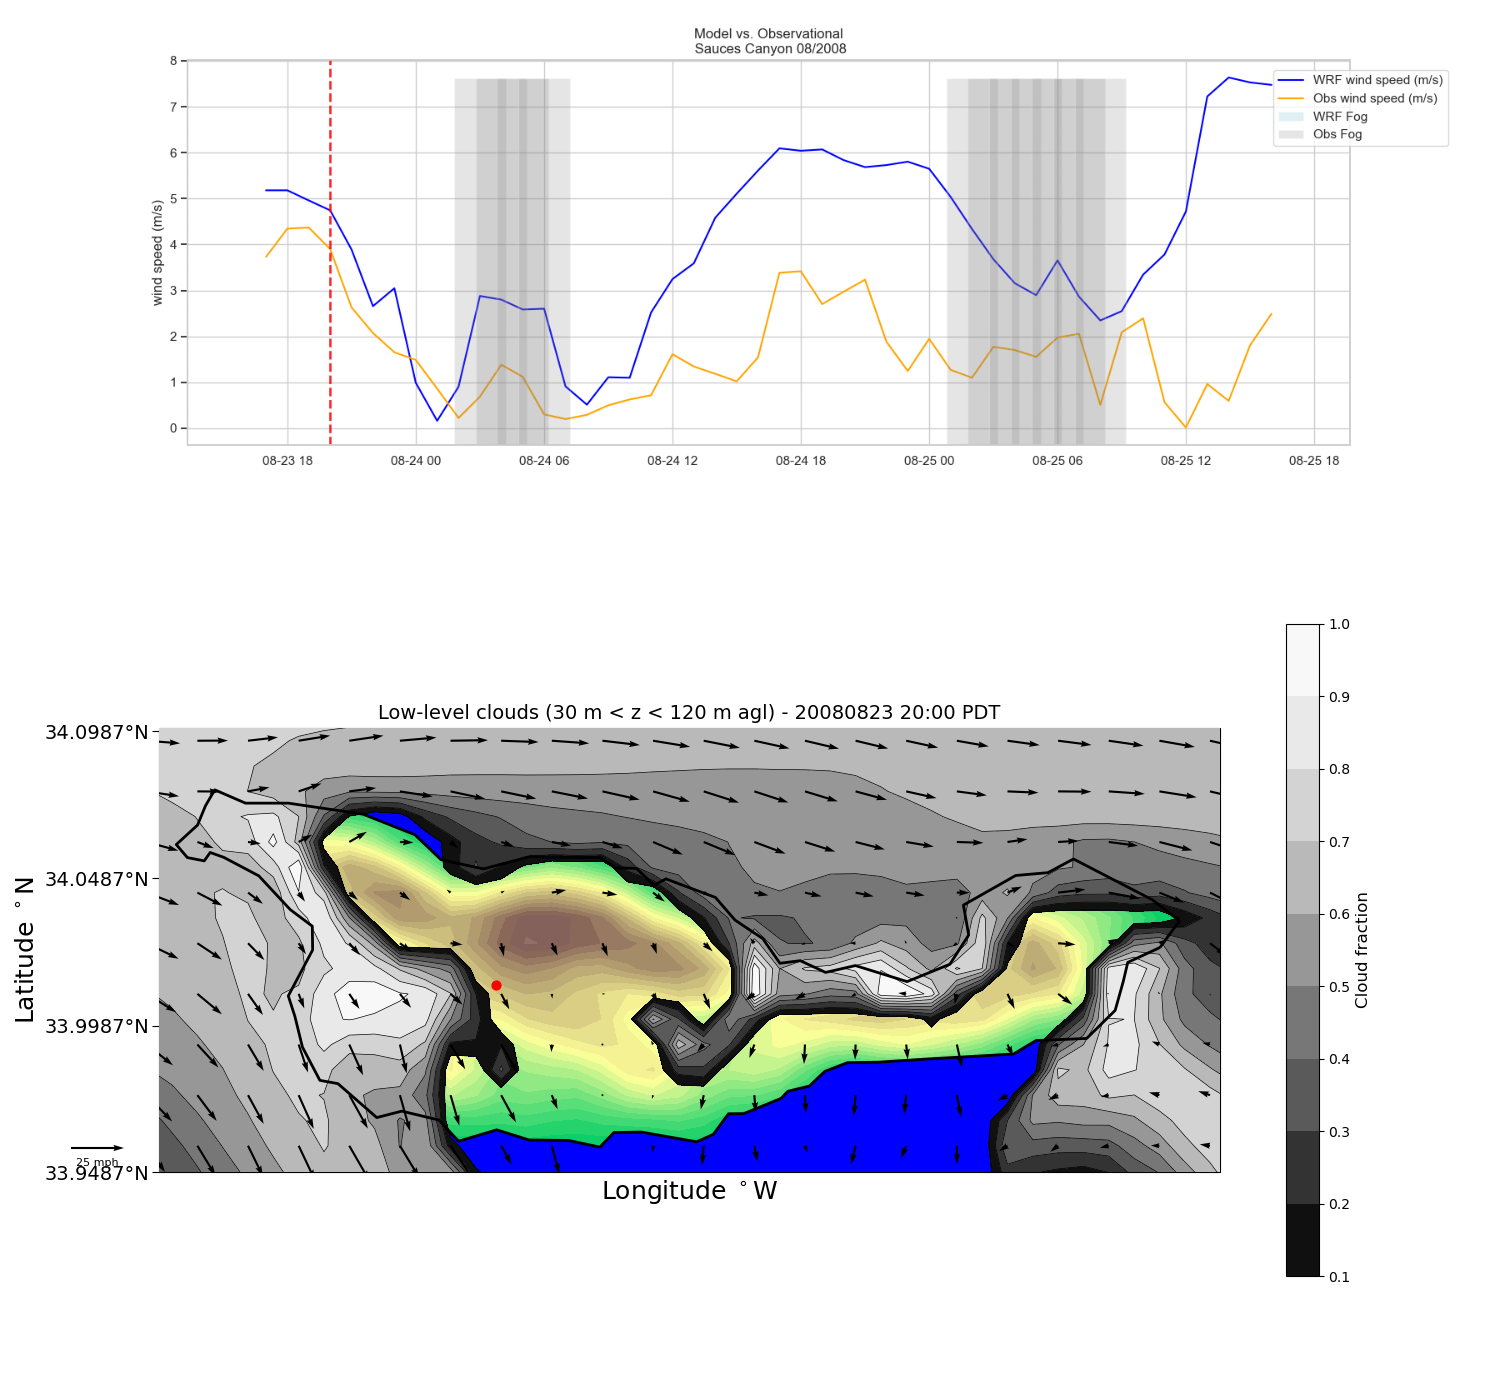 Model vs. Observational
Sauces Canyon 08/2008
8
7
6
5
4
3
2
1
0
wind speed (m/s)
WRF wind speed (m/s)
Obs wind speed (m/s)
WRF Fog
Obs Fog
08-23 18
08-24 00
08-24 06
08-24 12
08-24 18
08-25 00
08-25 06
08-25 12
08-25 18
Low-level clouds (30 m < z < 120 m agl) - 20080823 20:00 PDT
34.0987°N
34.0487°N
33.9987°N
33.9487°N
Latitude °N
25 mph
Longitude °W
1.0
0.9
0.8
0.7
0.6
0.5
0.4
0.3
0.2
0.1
Cloud fraction